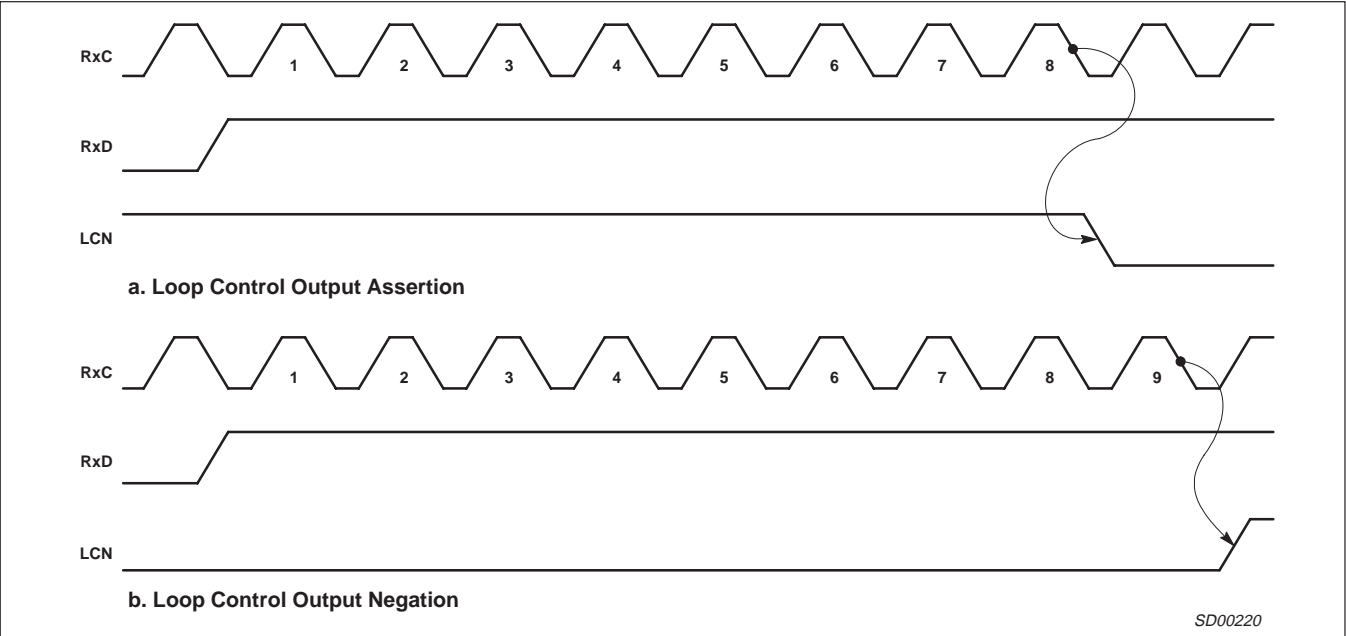 RxC
1 2 3 4 5 6 7 8
RxD
LCN
a. Loop Control Output Assertion
RxC
1 2 3 4 5 6 7 8 9
RxD
LCN
b. Loop Control Output Negation
SD00220